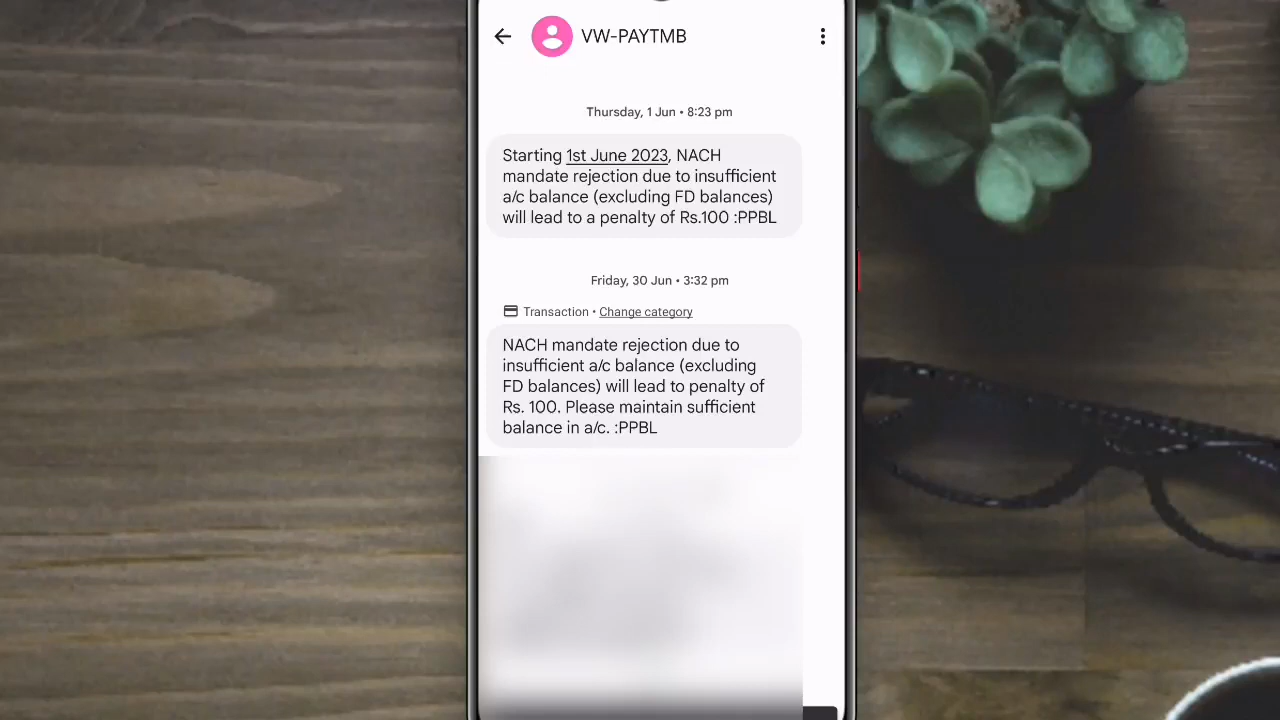 VW-PAYTMB
Thursday, 1 Jun • 8:23 pm
Starting 1st June 2023, NACH
mandate rejection due to insufficient
a/c balance (excluding FD balances)
will lead to a penalty of Rs.100 :PPBL
Friday, 30 Jun • 3:32 pm
Transaction • Change category
NACH mandate rejection due to
insufficient a/c balance (excluding
FD balances) will lead to penalty of
Rs. 100. Please maintain sufficient
balance in a/c. :PPBL